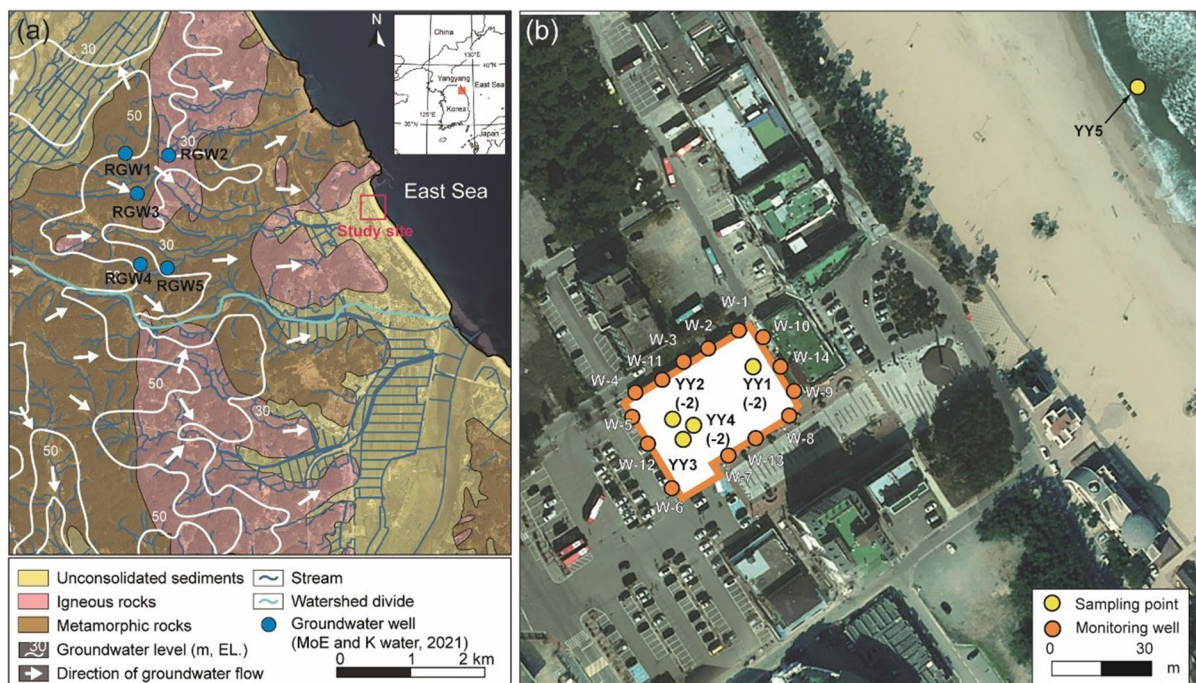 (a)
N
China
130°E
40°N
Yangyang
East Sea
Korea
35°N
125°E
Japan
30
50
30
RGW1
RGW2
RGW3
East Sea
Study site
30
RGW4
RGW5
50
30
50
50
Unconsolidated sediments
Igneous rocks
Metamorphic rocks
30 Groundwater level (m, EL.)
Direction of groundwater flow
Stream
Watershed divide
Groundwater well
(MoE and K water, 2021)
0 1 2 km
(b)
YY5
W-1
W-2
W-10
W-3
W-11
W-14
W-4
YY2
(-2)
YY1
(-2)
W-9
W-5
YY4
(-2)
W-8
W-12
YY3
W-13
W-7
W-6
Sampling point
Monitoring well
0 30
m